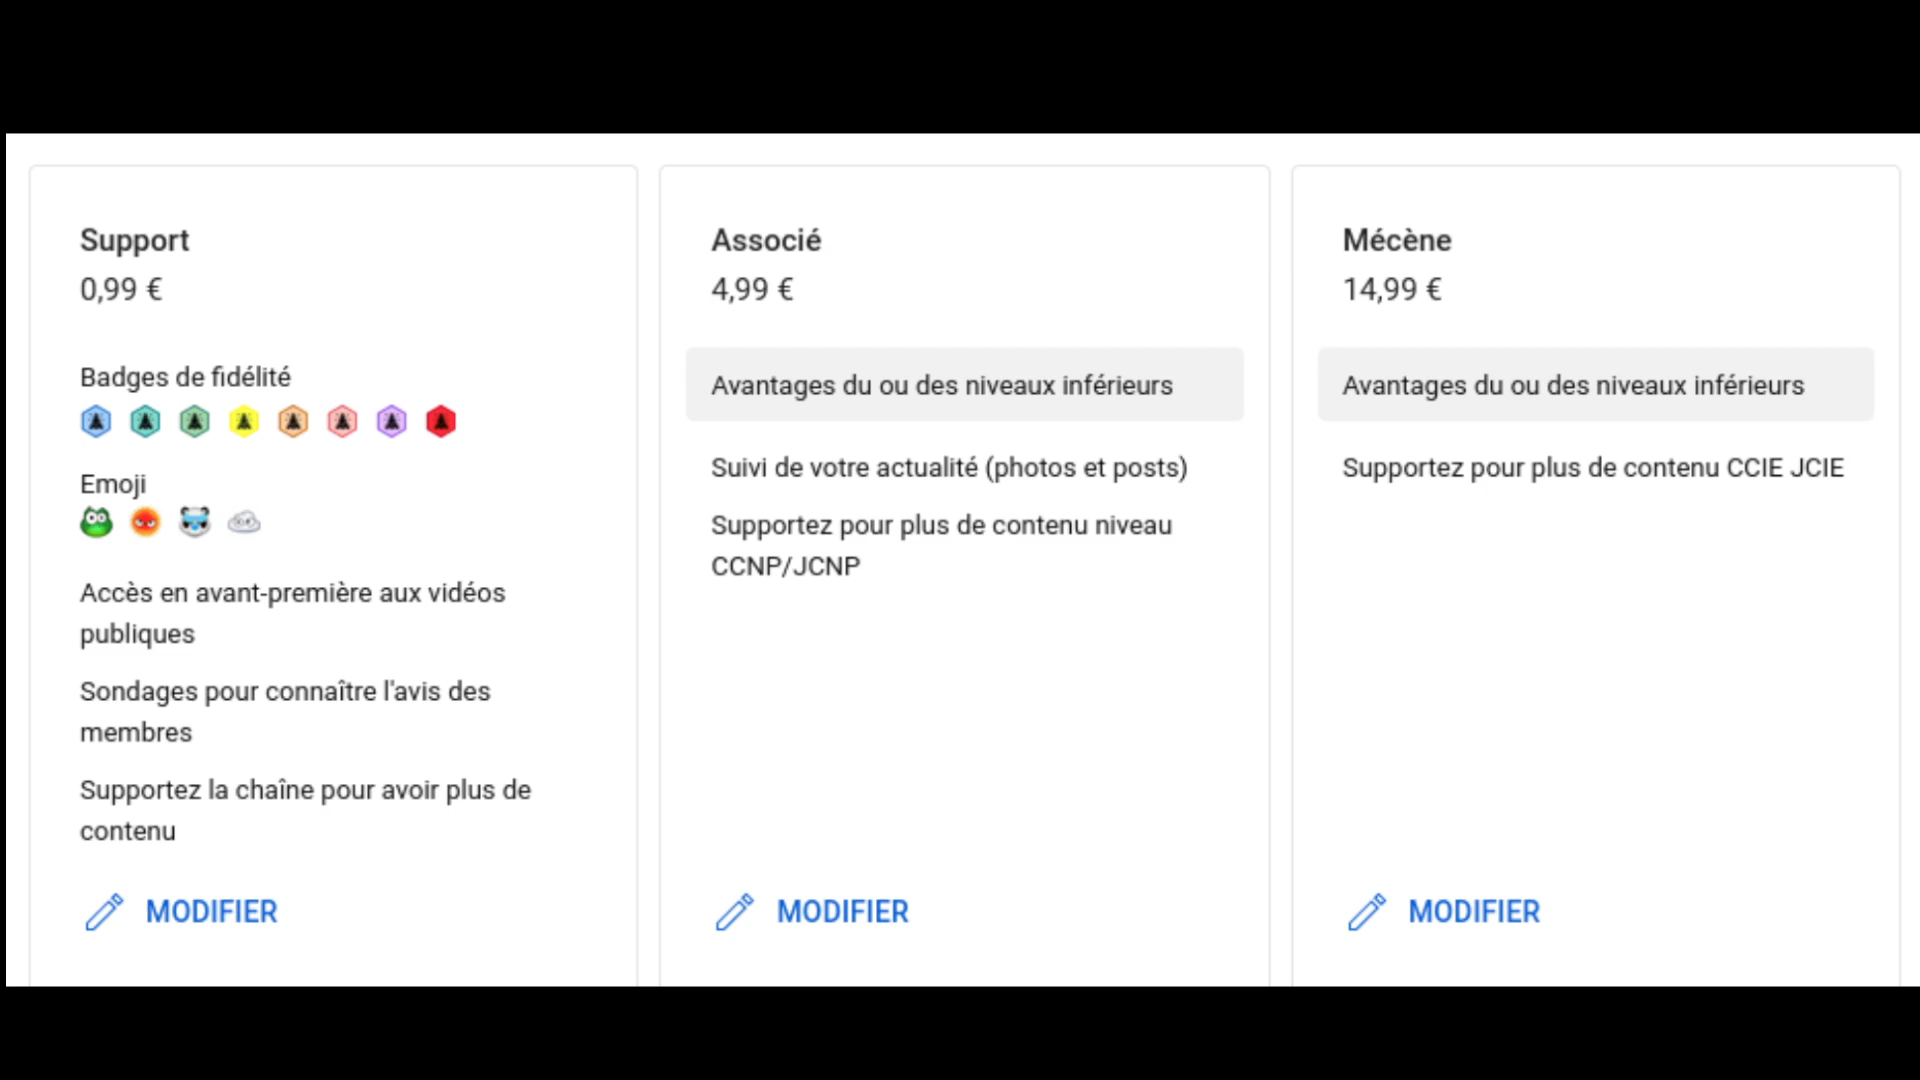 Support
0,99 €
Badges de fidélité
Emoji
Accès en avant-première aux vidéos
publiques
Sondages pour connaître l'avis des
membres
Supportez la chaîne pour avoir plus de
contenu
MODIFIER
Associé
4,99 €
Avantages du ou des niveaux inférieurs
Suivi de votre actualité (photos et posts)
Supportez pour plus de contenu niveau
CCNP/JCNP
MODIFIER
Mécène
14,99 €
Avantages du ou des niveaux inférieurs
Supportez pour plus de contenu CCIE JCIE
MODIFIER